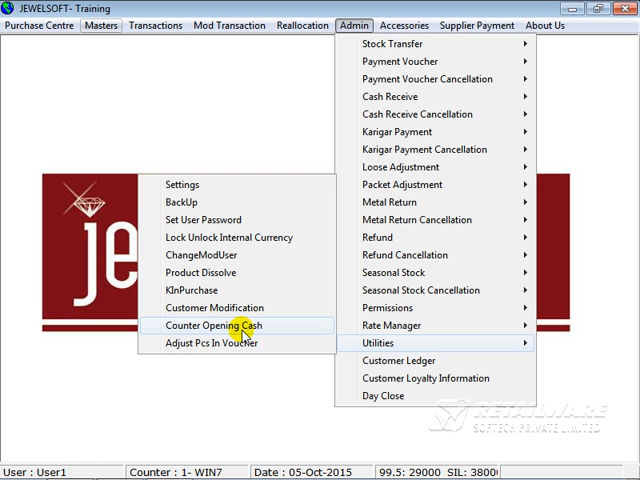 JEWELSOFT- Training
Purchase Centre Masters Transactions Mod Transaction Reallocation Admin Accessories Supplier Payment About Us
Stock Transfer
Payment Voucher
Payment Voucher Cancellation
Cash Receive
Cash Receive Cancellation
Karigar Payment
Karigar Payment Cancellation
Loose Adjustment
Packet Adjustment
Metal Return
Metal Return Cancellation
Refund
Refund Cancellation
Seasonal Stock
Seasonal Stock Cancellation
Permissions
Rate Manager
Utilities
Customer Ledger
Customer Loyalty Information
Day Close
Settings
BackUp
Set User Password
Lock Unlock Internal Currency
ChangeModUser
Product Dissolve
KInPurchase
Customer Modification
Counter Opening Cash
Adjust Pcs In Voucher
je
RETAILWARE
SOFTECH PRIVATE LIMITED
User : User1 Counter : 1- WIN7 Date : 05-Oct-2015 99.5: 29000 SIL: 3800